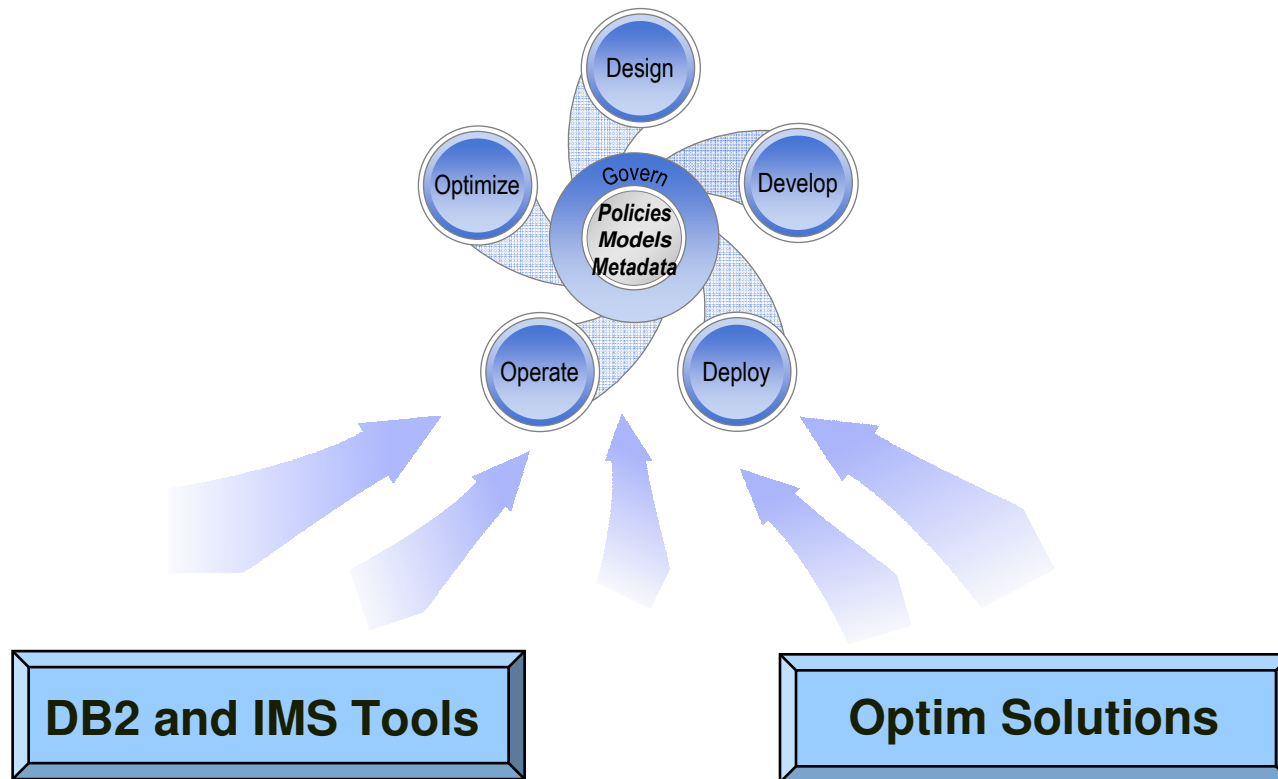 Design
Optimize
Develop
Govern
Policies
Models
Metadata
Operate
Deploy
DB2 and IMS Tools
Optim Solutions